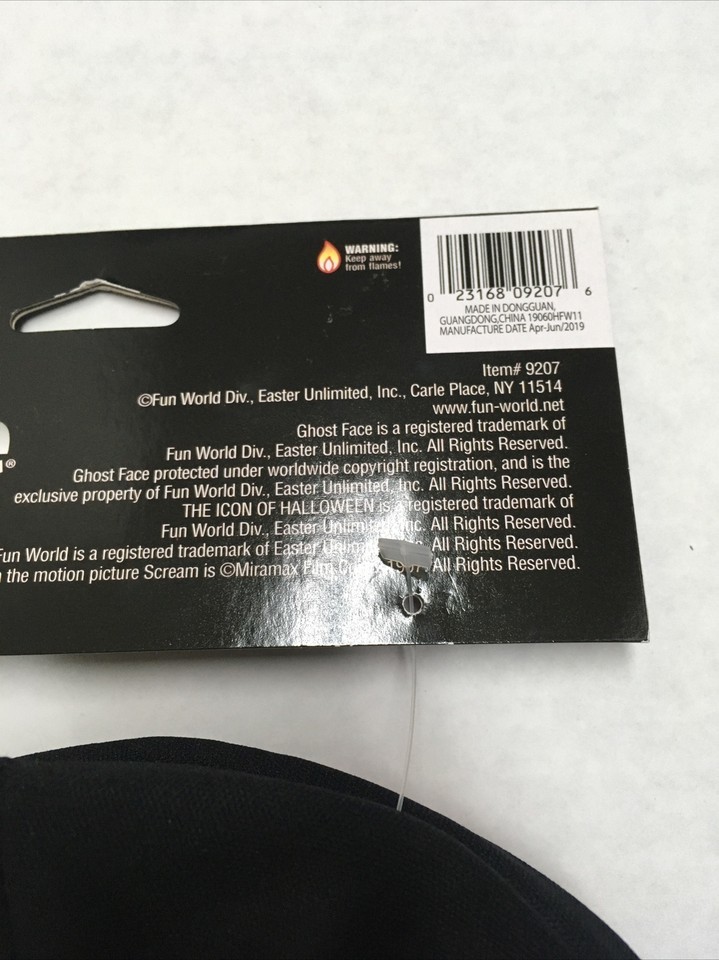 WARNING:
Keep away
from flames!
0 23168 09207 6
MADE IN DONGGUAN,
GUANGDONG,CHINA 19060HFW11
MANUFACTURE DATE Apr-Jun/2019
Item# 9207
©Fun World Div., Easter Unlimited, Inc., Carle Place, NY 11514
www.fun-world.net
Ghost Face is a registered trademark of
Fun World Div., Easter Unlimited, Inc. All Rights Reserved.
Ghost Face protected under worldwide copyright registration, and is the
exclusive property of Fun World Div., Easter Unlimited, Inc. All Rights Reserved.
THE ICON OF HALLOWEEN is a registered trademark of
Fun World Div., Easter Unlimited, Inc. All Rights Reserved.
Fun World is a registered trademark of Easter All Rights Reserved.
the motion picture Scream is ©Miramax Film All Rights Reserved.
®